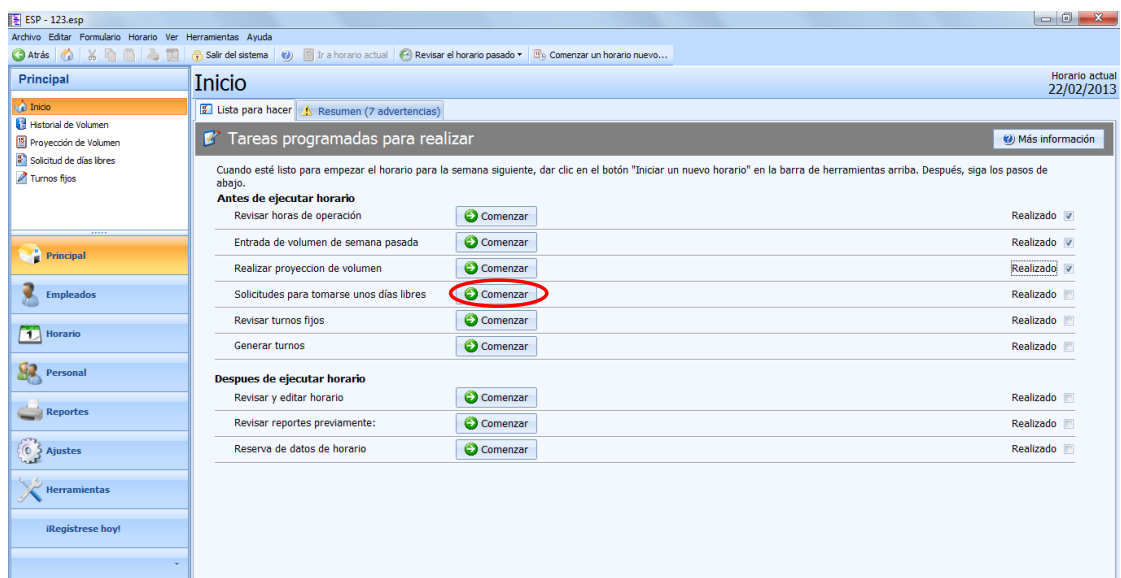 ESP - 123.esp
Archivo Editar Formulario Horario Ver Herramientas Ayuda
Atrás Salir del sistema Ir a horario actual Revisar el horario pasado Comenzar un horario nuevo...
Principal
Inicio
Historial de Volumen
Proyección de Volumen
Solicitud de días libres
Turnos fijos
Principal
Empleados
Horario
1
Personal
Reportes
Ajustes
Herramientas
¡Regístrese hoy!
Inicio
Horario actual
22/02/2013
Lista para hacer Resumen (7 advertencias)
Tareas programadas para realizar
Más información
Cuando esté listo para empezar el horario para la semana siguiente, dar clic en el botón "Iniciar un nuevo horario" en la barra de herramientas arriba. Después, siga los pasos de
abajo.
Antes de ejecutar horario
Revisar horas de operación Comenzar Realizado
Entrada de volumen de semana pasada Comenzar Realizado
Realizar proyeccion de volumen Comenzar Realizado
Solicitudes para tomarse unos días libres Comenzar Realizado
Revisar turnos fijos Comenzar Realizado
Generar turnos Comenzar Realizado
Despues de ejecutar horario
Revisar y editar horario Comenzar Realizado
Revisar reportes previamente: Comenzar Realizado
Reserva de datos de horario Comenzar Realizado